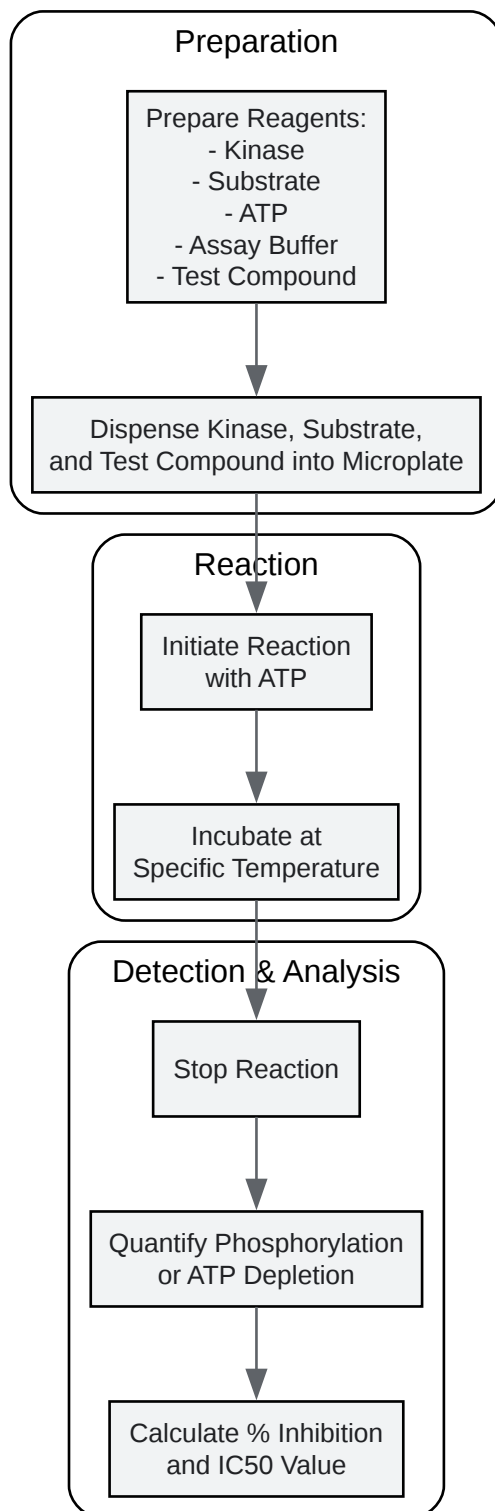 Preparation
Prepare Reagents:
- Kinase
- Substrate
- ATP
- Assay Buffer
- Test Compound
Dispense Kinase, Substrate,
and Test Compound into Microplate
Reaction
Initiate Reaction
with ATP
Incubate at
Specific Temperature
Detection & Analysis
Stop Reaction
Quantify Phosphorylation
or ATP Depletion
Calculate % Inhibition
and IC50 Value